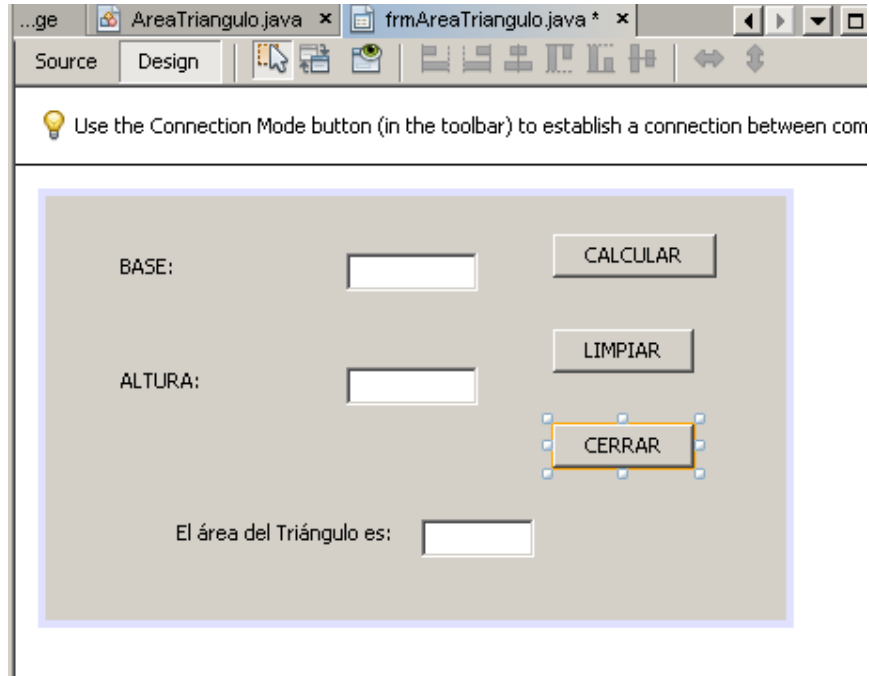 ...ge AreaTriangulo.java x frmAreaTriangulo.java * x
Source Design
Use the Connection Mode button (in the toolbar) to establish a connection between com
BASE: CALCULAR
LIMPIAR
ALTURA:
CERRAR
El área del Triángulo es: